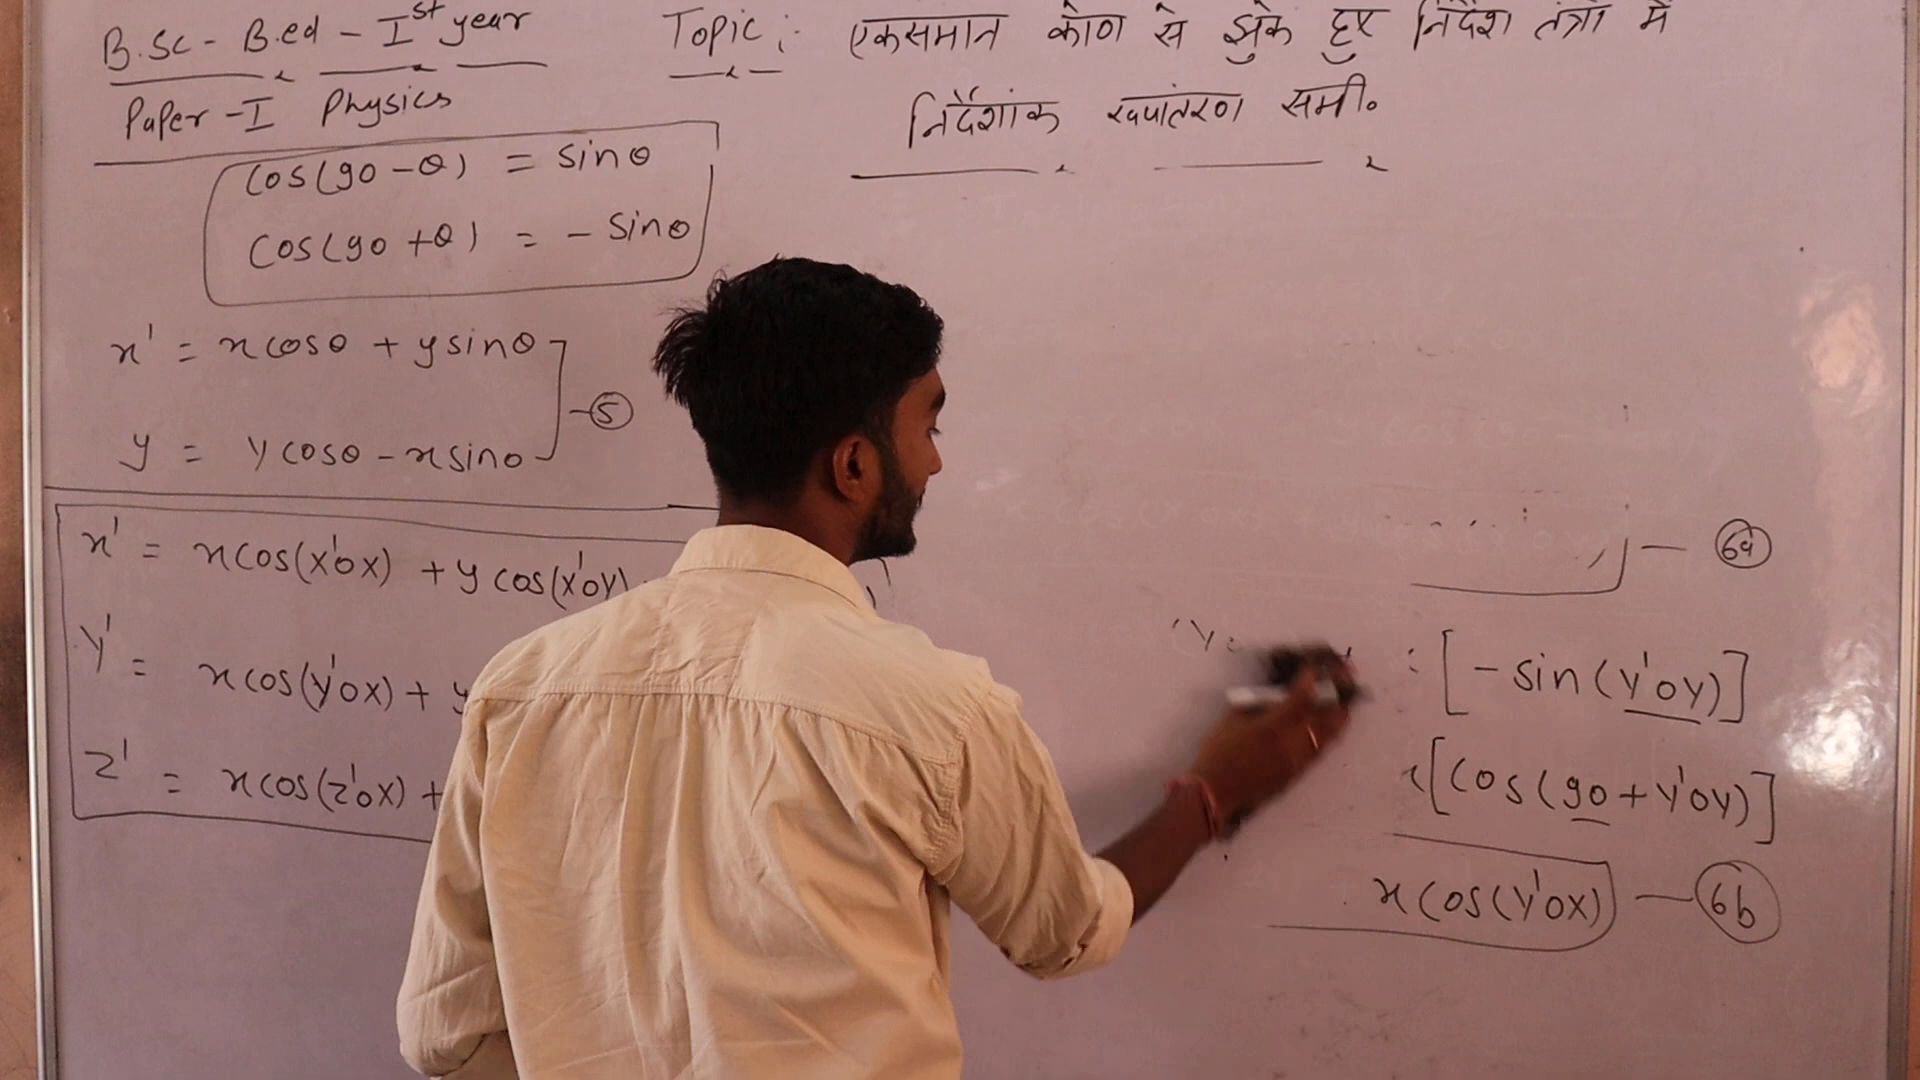 B.Sc - B.ed - Ist year
Paper - I Physics
Topic :- एकसमान कोण से झुके हुए निर्देश तंत्रों में
निर्देशांक रूपांतरण समी॰
cos(90 - θ) = sinθ
cos(90 + θ) = - sinθ
x' = x cosθ + y sinθ
y = y cosθ - x sinθ
5
x' = x cos(x'ox) + y cos(x'oy)
Y' = x cos(y'ox) + y
Z' = x cos(z'ox) +
6a
[- sin (y'oy)]
[cos (90 + y'oy)]
x cos(y'ox) — 6b